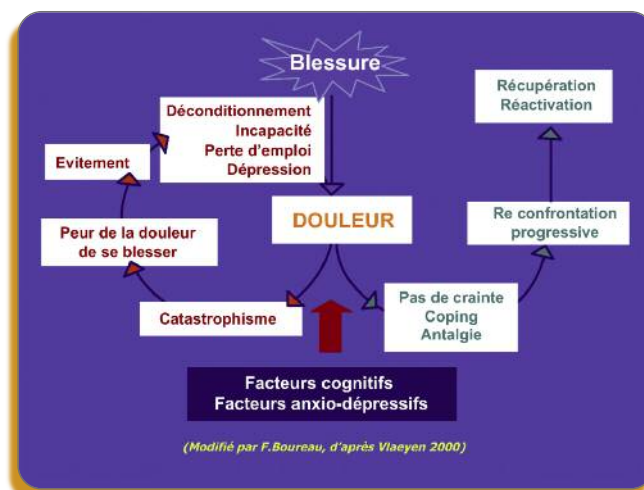 Blessure
Déconditionnement
Incapacité
Perte d'emploi
Dépression
Evitement
Peur de la douleur
de se blesser
Catastrophisme
DOULEUR
Pas de crainte
Coping
Antalgie
Re confrontation
progressive
Récupération
Réactivation
Facteurs cognitifs
Facteurs anxio-dépressifs
(Modifié par F.Boureau, d'après Vlaeyen 2000)